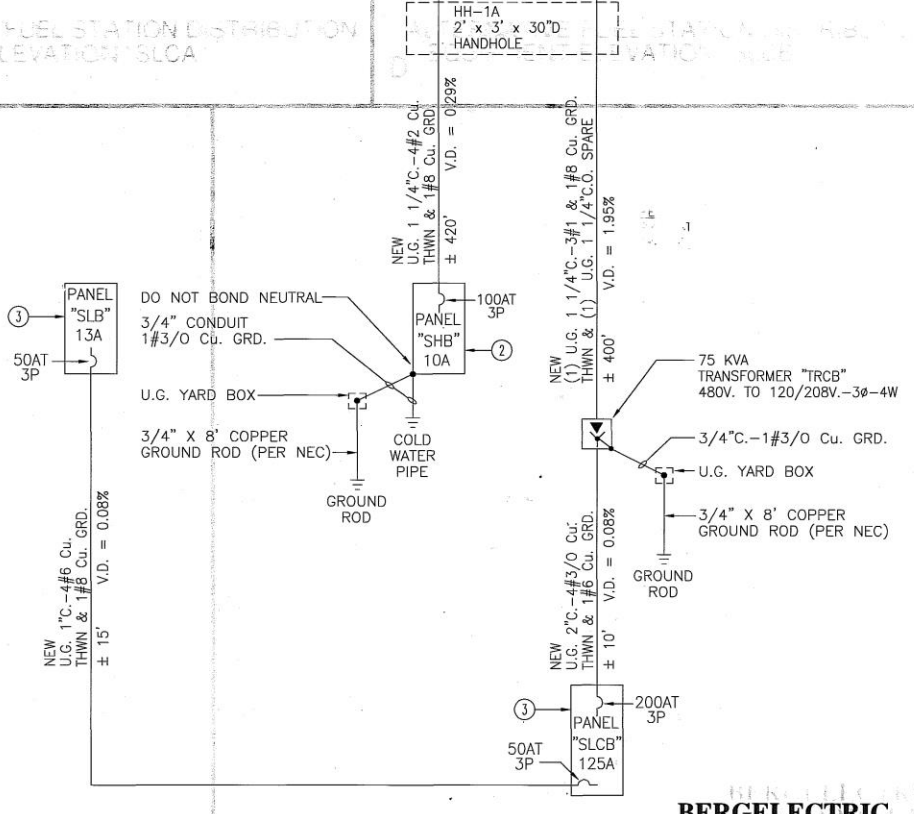 FUEL STATION DISTRIBUTION
LEVATION "SLCA"
HH-1A
2' x 3' x 30"D
HANDHOLE
NEW
U.G. 1 1/4"C.-4#2 Cu.
THWN & 1#8 Cu. GRD
± 420'
V.D. = 0.29%
NEW
(1) U.G. 1 1/4"C.-3#1 & 1#8 Cu. GRD.
THWN & (1) U.G. 1 1/4"C.O. SPARE
± 400'
V.D. = 1.95%
PANEL
"SLB"
13A
3
50AT
3P
DO NOT BOND NEUTRAL
3/4" CONDUIT
1#3/0 Cu. GRD.
U.G. YARD BOX
3/4" X 8' COPPER
GROUND ROD (PER NEC)
GROUND
ROD
COLD
WATER
PIPE
100AT
3P
PANEL
"SHB"
10A
2
75 KVA
TRANSFORMER "TRCB"
480V. TO 120/208V.-3ø-4W
3/4"C.-1#3/0 Cu. GRD.
U.G. YARD BOX
3/4" X 8' COPPER
GROUND ROD (PER NEC)
GROUND
ROD
NEW
U.G. 1"C.-4#6 Cu.
THWN & 1#8 Cu. GRD.
± 15'
V.D. = 0.08%
NEW
U.G. 2"C.-4#3/0 Cu.
THWN & 1#6 Cu. GRD.
± 10'
V.D. = 0.08%
3
200AT
3P
PANEL
"SLCB"
125A
50AT
3P
BERGELECTRIC